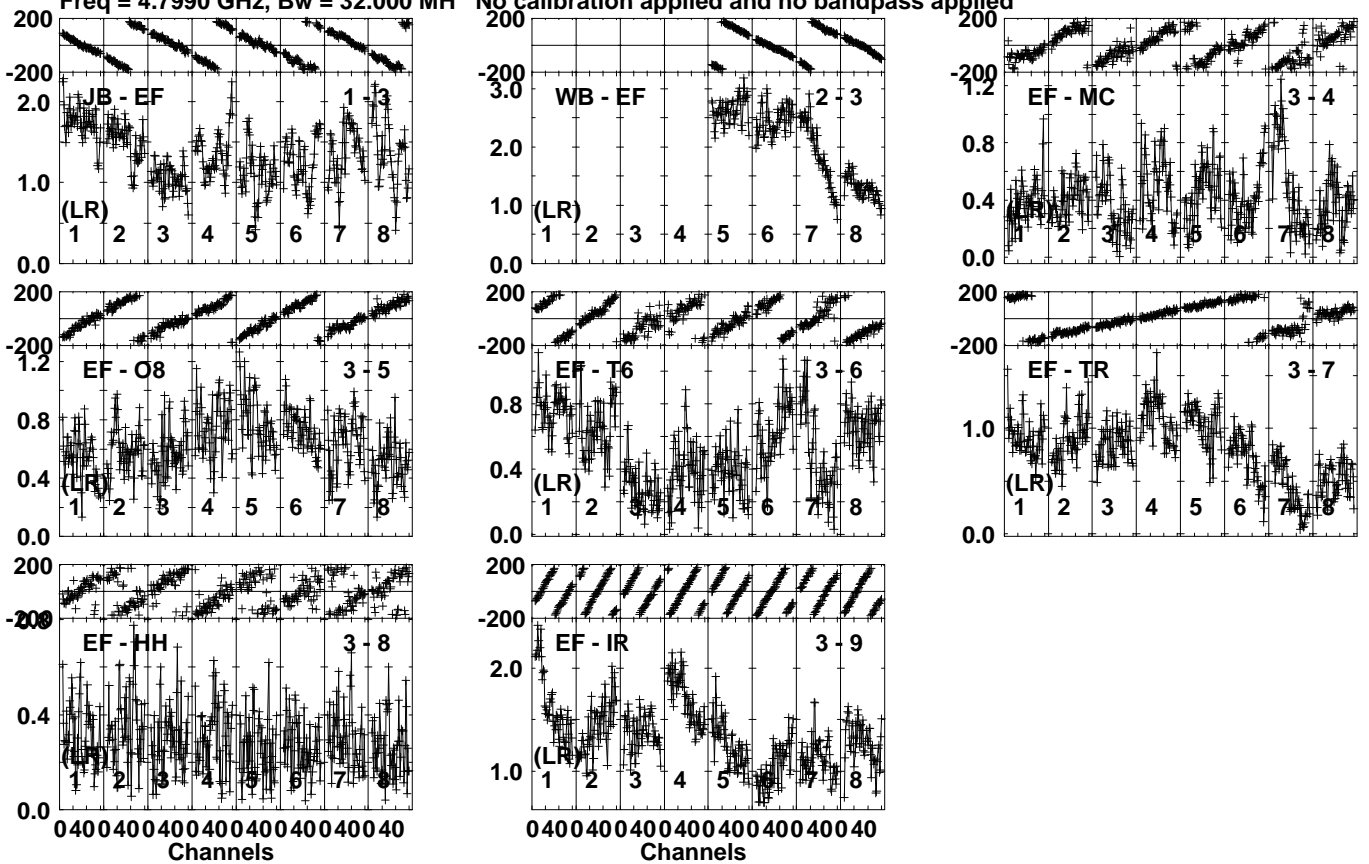 Freq = 4.7990 GHz, Bw = 32.000 MH No calibration applied and no bandpass applied
200
-200
JB - EF 1 - 3
2.0
1.0
0.0
(LR)
1 2 3 4 5 6 7 8
WB - EF 2 - 3
200
-200
3.0
2.0
1.0
0.0
(LR)
1 2 3 4 5 6 7 8
EF - MC 3 - 4
200
-200
1.2
0.8
0.4
0.0
(LR)
1 2 3 4 5 6 7 8
EF - O8 3 - 5
200
-200
1.2
0.8
0.4
0.0
(LR)
1 2 3 4 5 6 7 8
EF - T6 3 - 6
200
-200
0.8
0.4
0.0
(LR)
1 2 3 4 5 6 7 8
EF - TR 3 - 7
200
-200
1.0
0.0
(LR)
1 2 3 4 5 6 7 8
EF - HH 3 - 8
200
-200
0.8
0.4
0.0
(LR)
1 2 3 4 5 6 7 8
0 40 0 40 0 40 0 40 0 40 0 40 0 40 0 40
Channels
EF - IR 3 - 9
200
-200
2.0
1.0
(LR)
1 2 3 4 5 6 7 8
0 40 0 40 0 40 0 40 0 40 0 40 0 40 0 40
Channels